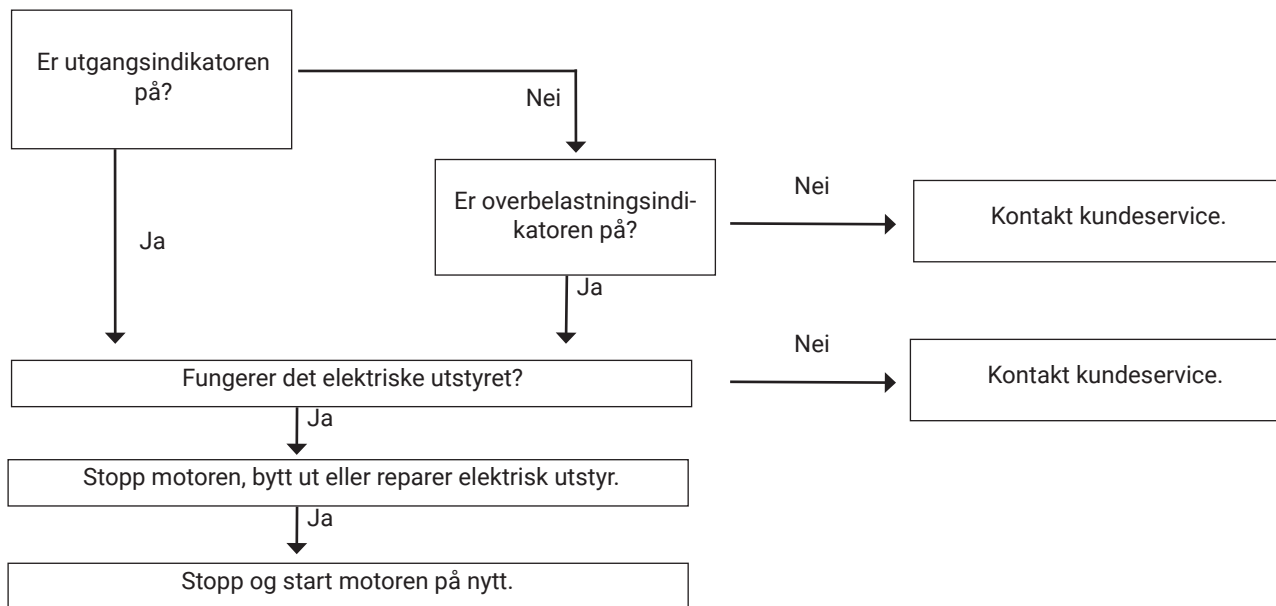 Er utgangsindikatoren
på?
Nei
Er overbelastningsindi-
katoren på?
Nei
Kontakt kundeservice.
Ja
Ja
Fungerer det elektriske utstyret?
Nei
Kontakt kundeservice.
Ja
Stopp motoren, bytt ut eller reparer elektrisk utstyr.
Ja
Stopp og start motoren på nytt.